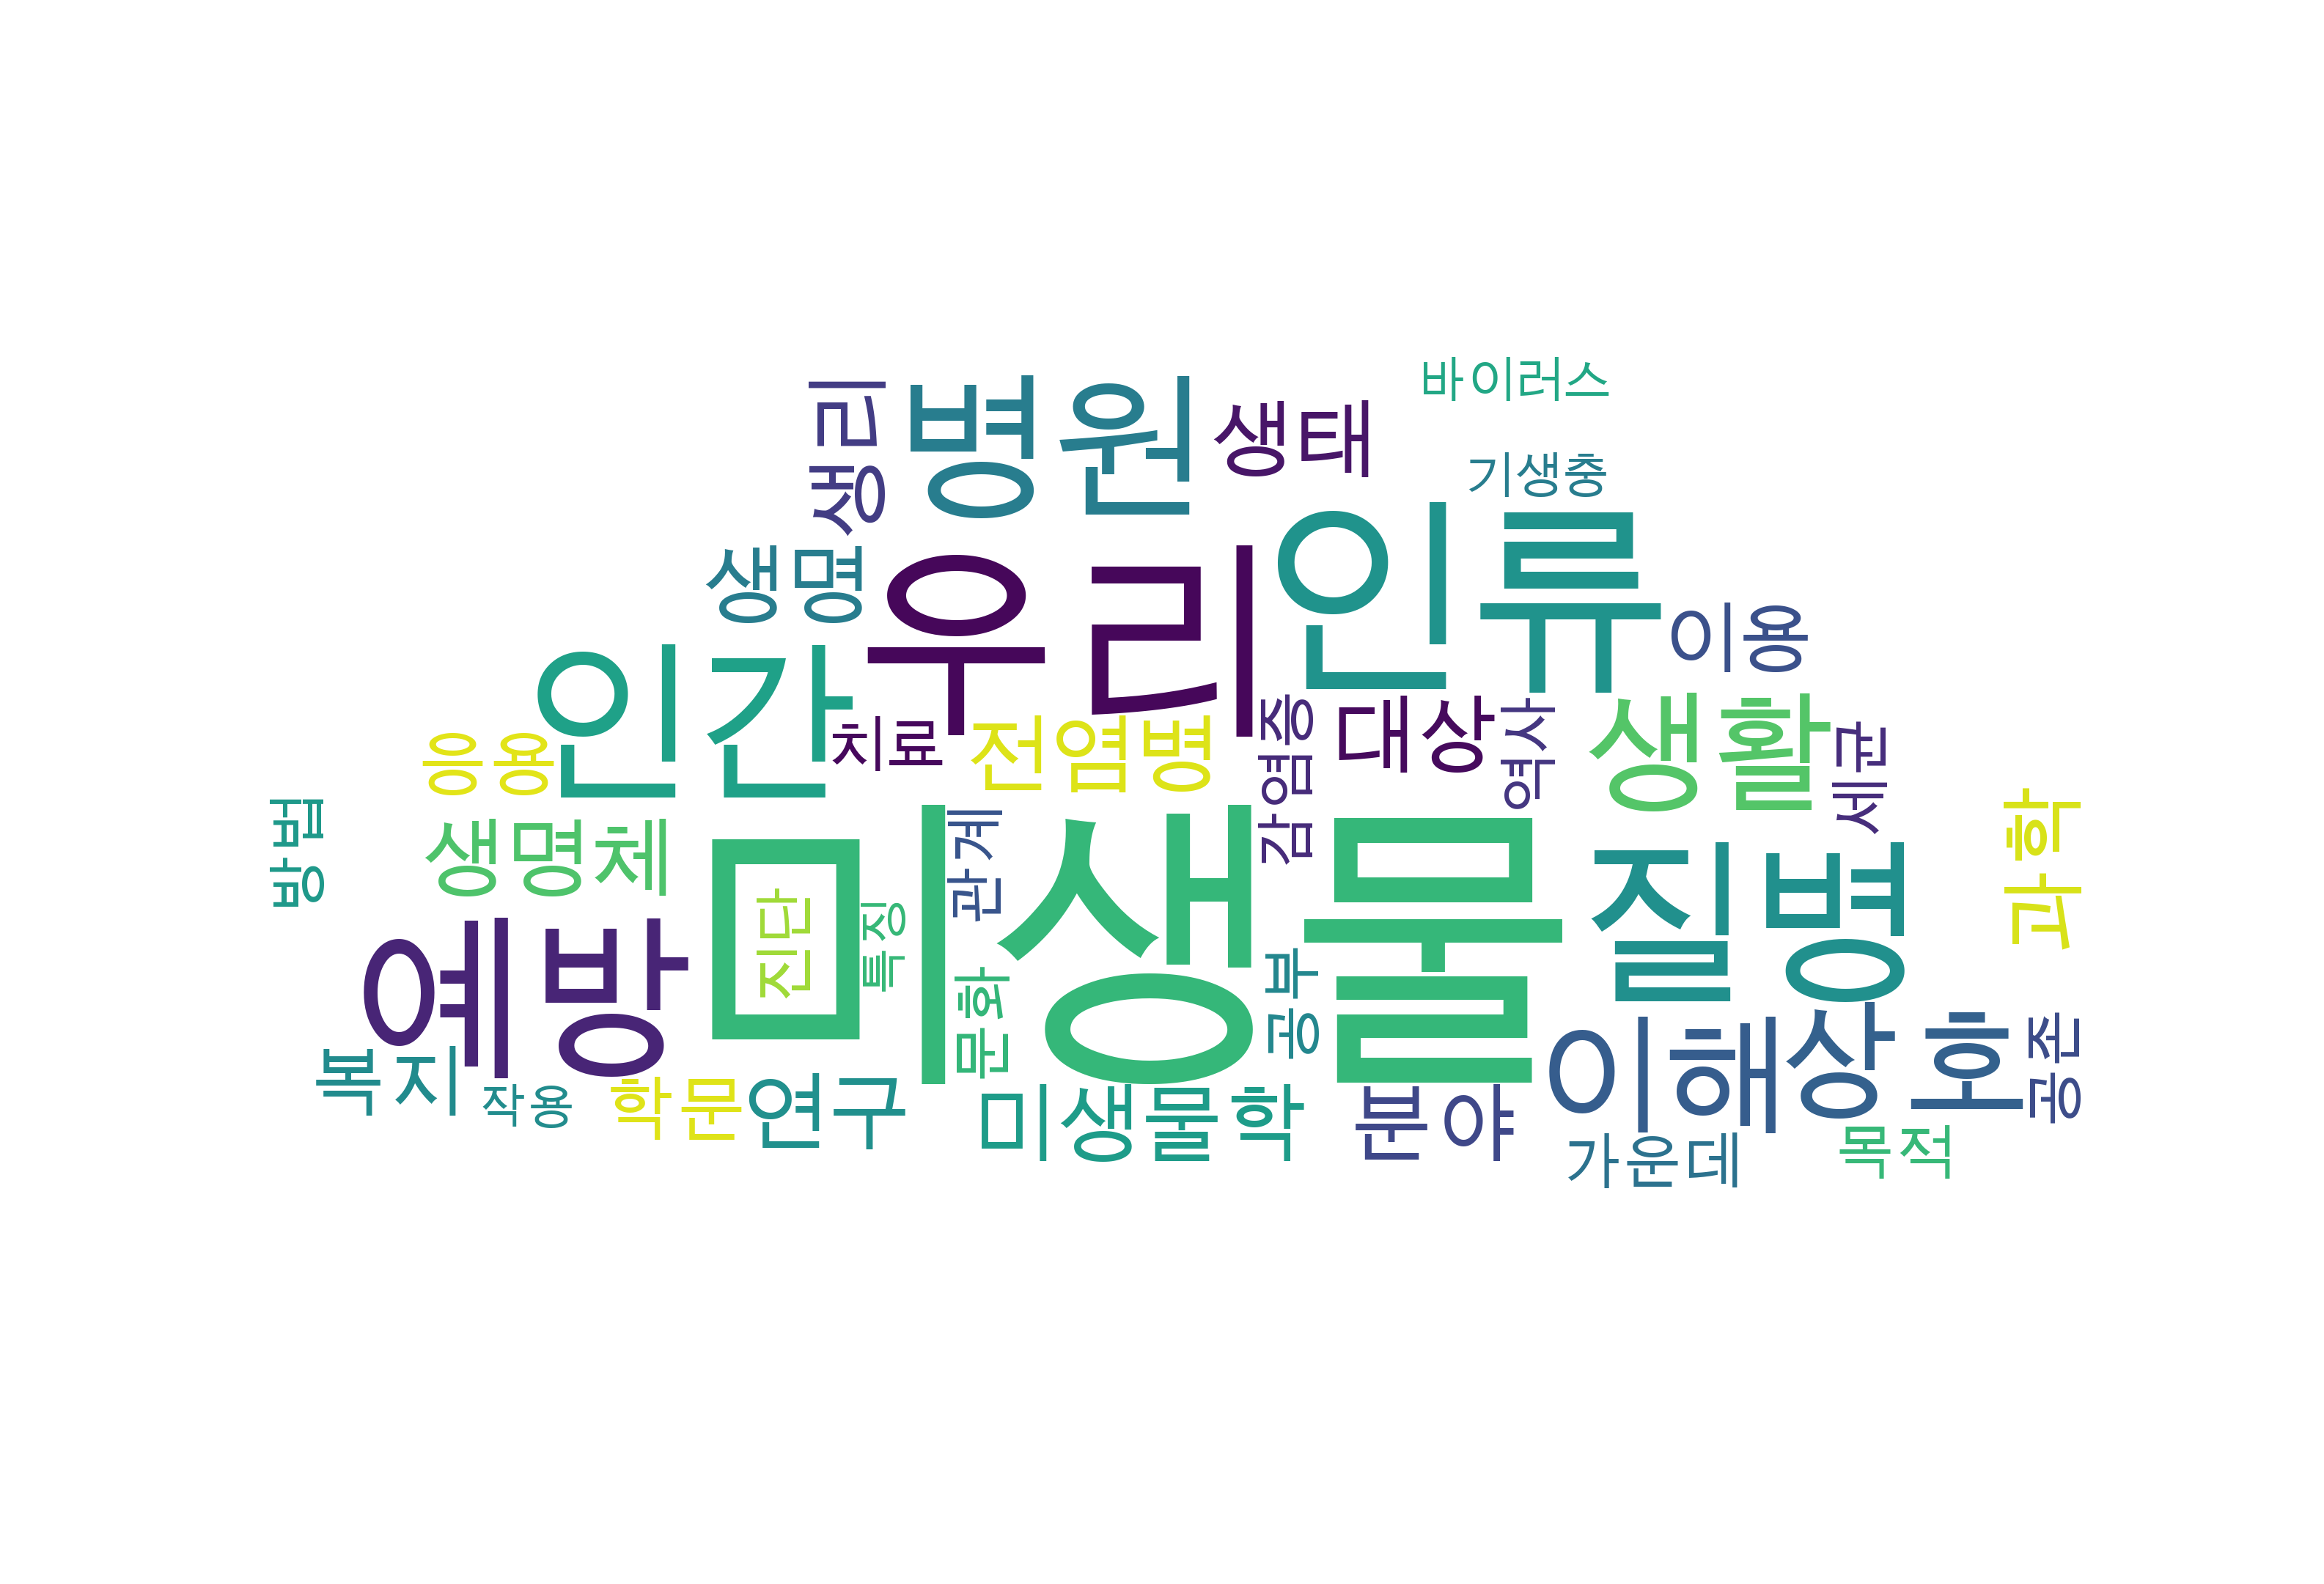 바이러스
생리
병원
생태
기생충
인류
생명
우리
이용
인간
응용
치료
전염병
감염증
대상
역사
생활
세균
방법
생명체
미생물
관계
과학
질병
진단
특징
예방
문화
공부
이해
상호
응전
복지
작용
학문
연구
미생물학
분야
가운데
목적